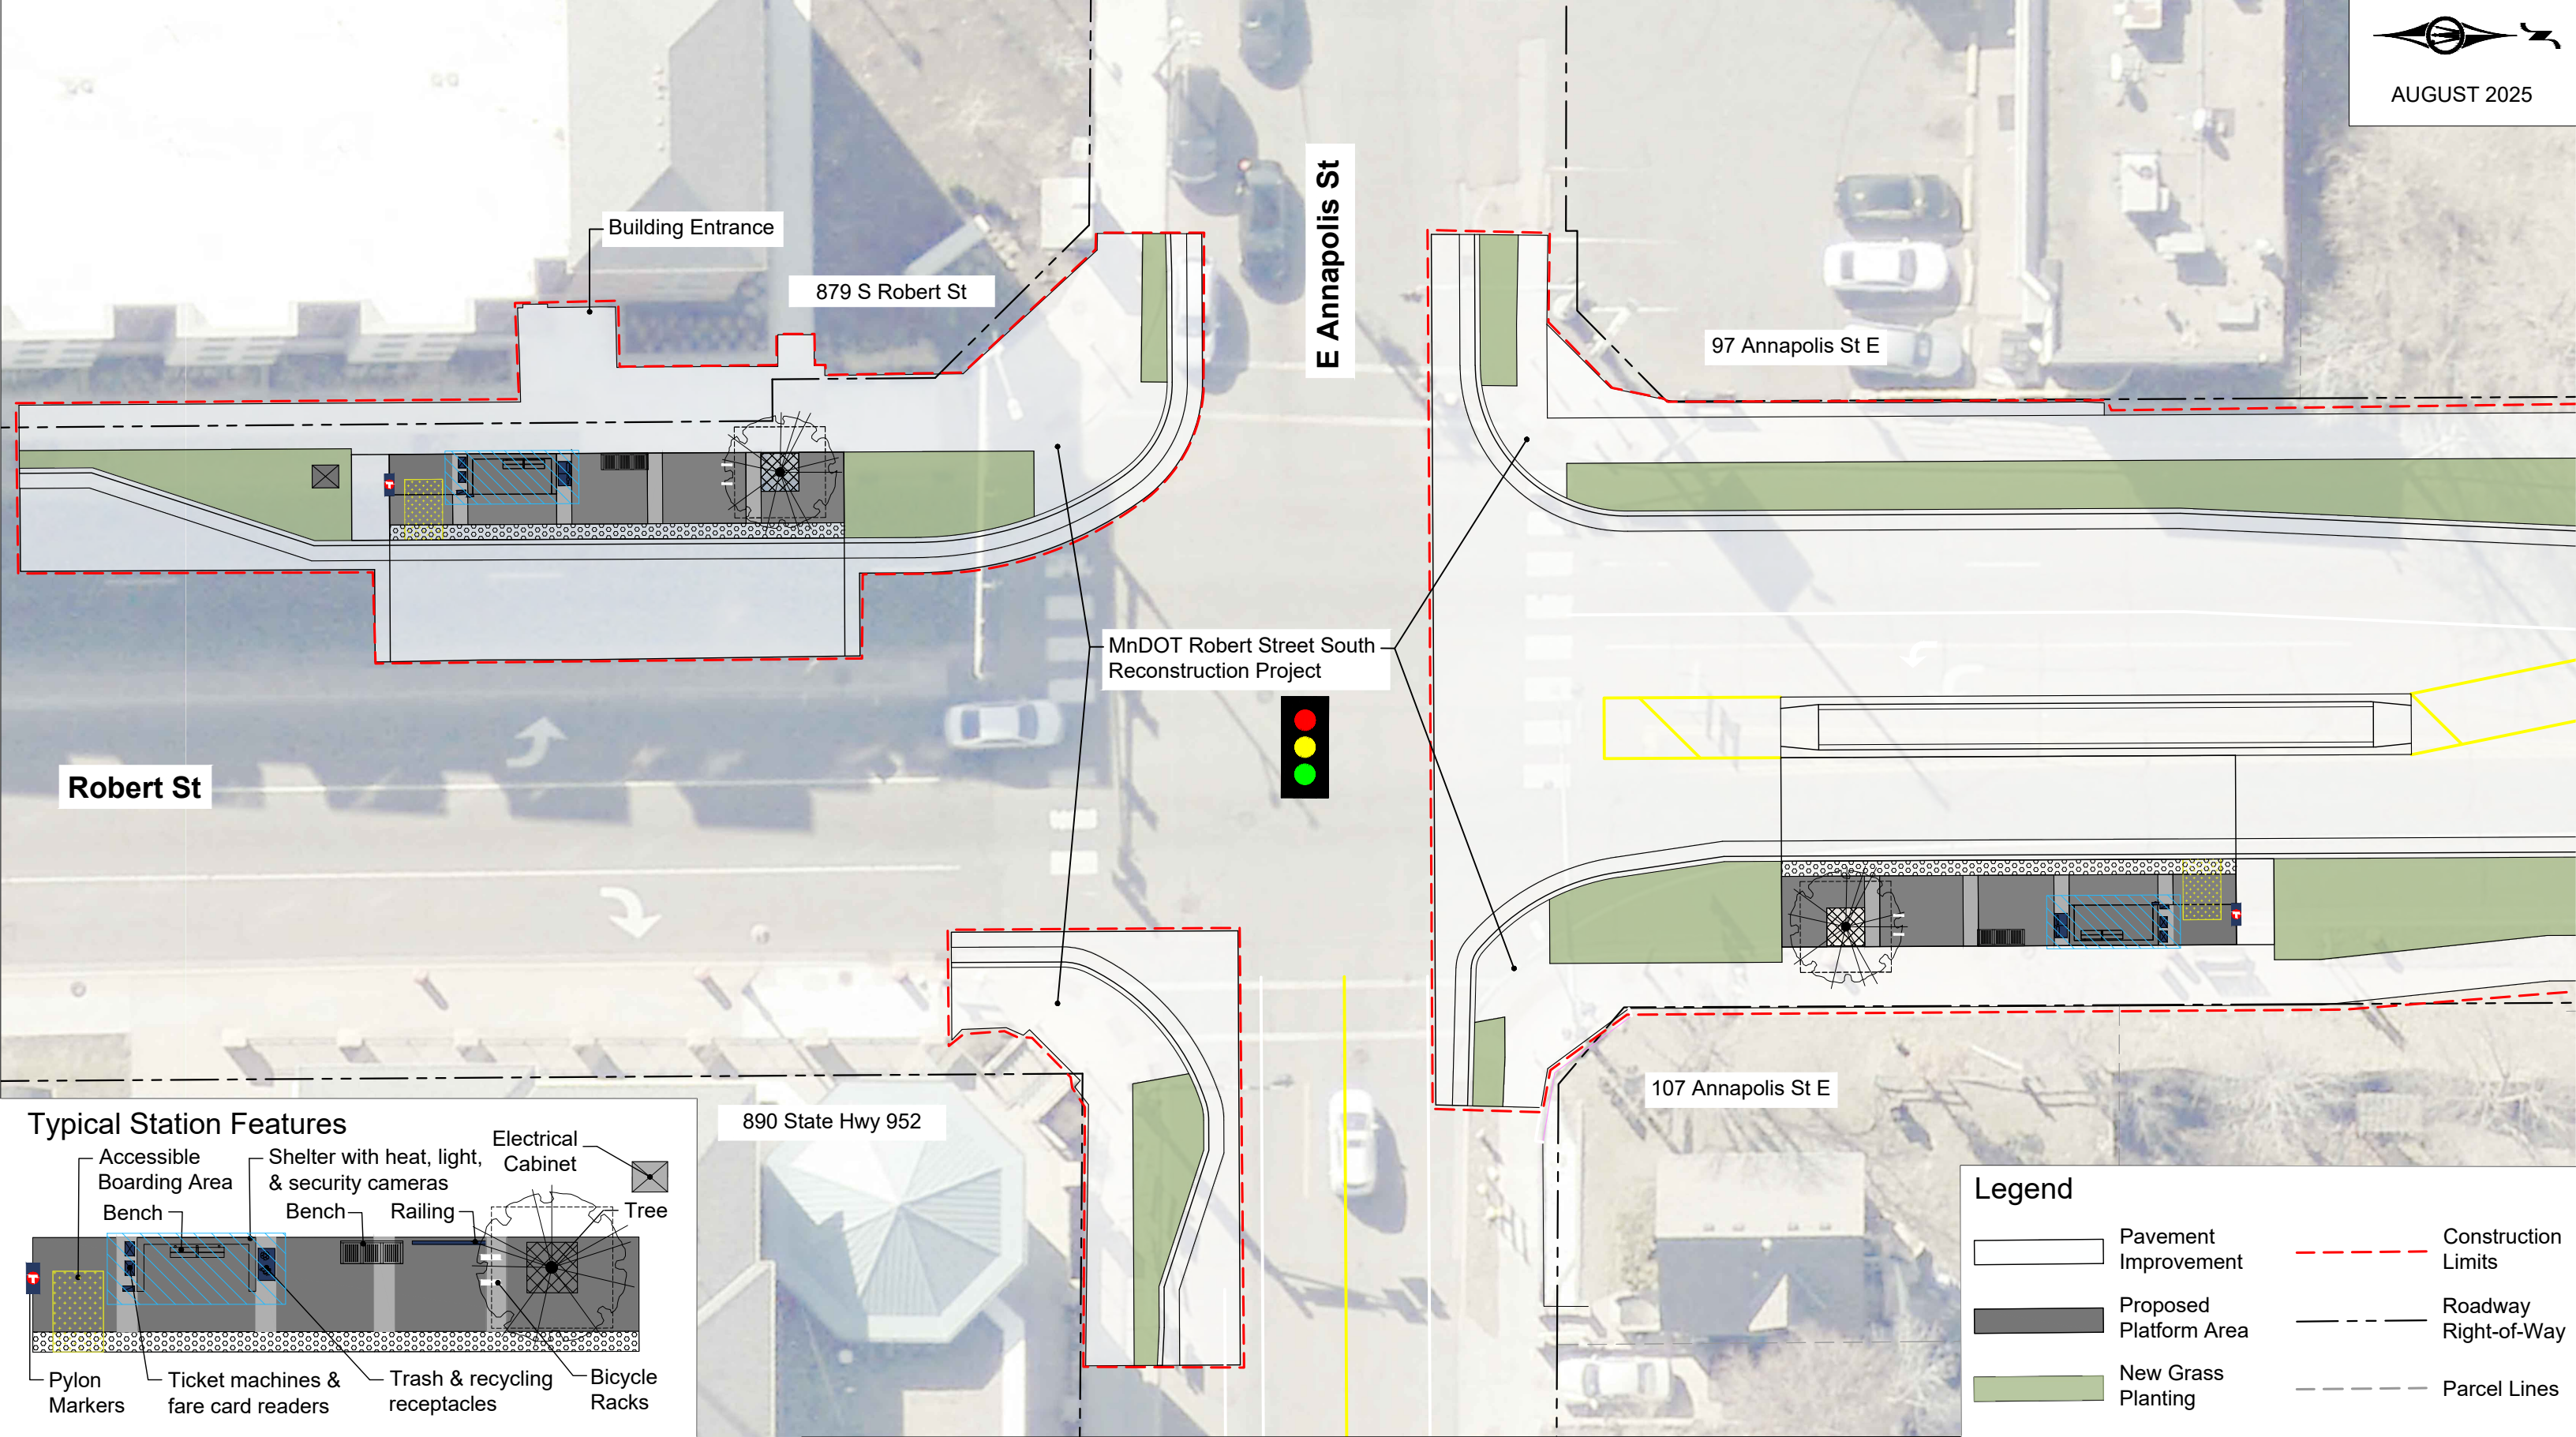 Z
AUGUST 2025
E Annapolis St
Building Entrance
879 S Robert St
97 Annapolis St E
MnDOT Robert Street South
Reconstruction Project
Robert St
890 State Hwy 952
107 Annapolis St E
Typical Station Features
Accessible
Boarding Area
Shelter with heat, light,
& security cameras
Electrical
Cabinet
Bench
Bench
Railing
Tree
Pylon
Markers
Ticket machines &
fare card readers
Trash & recycling
receptacles
Bicycle
Racks
Legend
Pavement
Improvement
Construction
Limits
Proposed
Platform Area
Roadway
Right-of-Way
New Grass
Planting
Parcel Lines